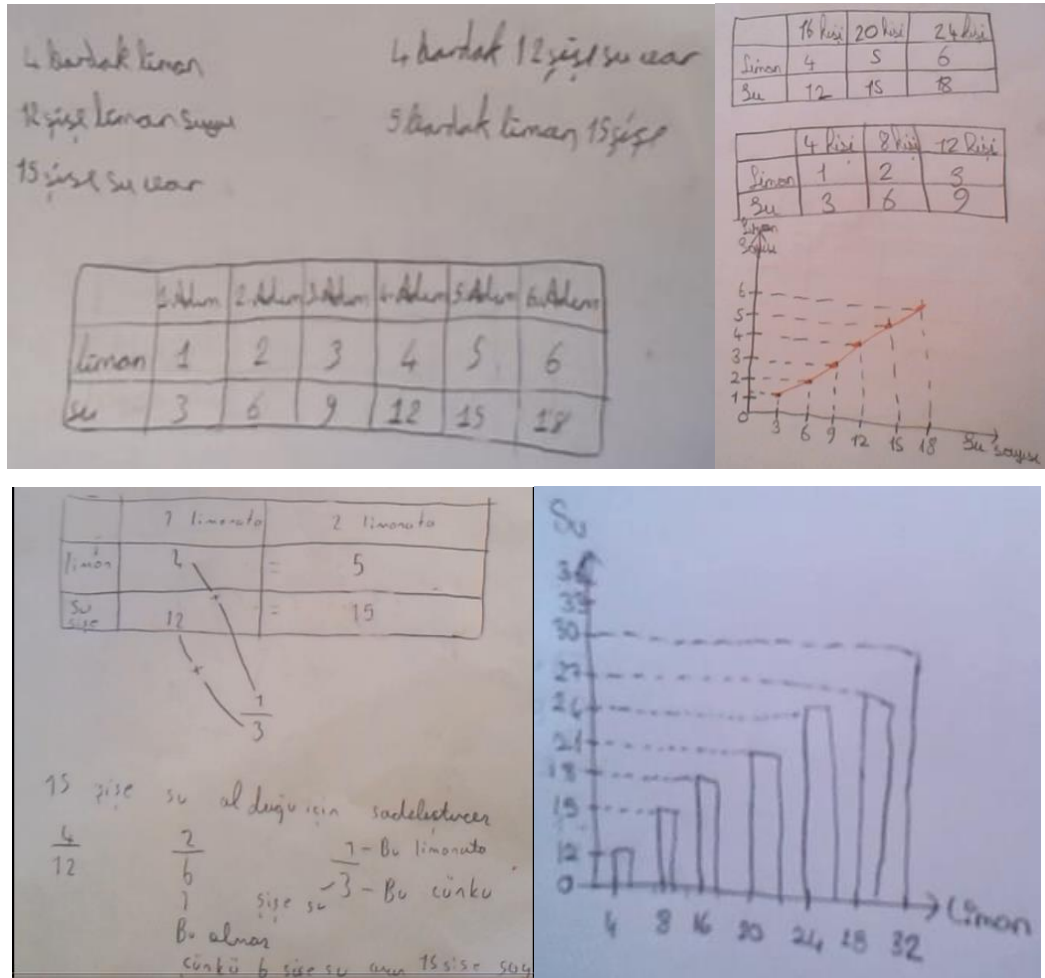 4 bardak limon
12 şişe limon suyu
15 şişe su var
4 bardak 12 şişe su var
5 bardak limon 15 şişe
1.Adım 2.Adım 3.Adım 4.Adım 5.Adım 6.Adım
limon 1 2 3 4 5 6
su 3 6 9 12 15 18
16 kişi 20 kişi 24 kişi
Limon 4 5 6
Su 12 15 18
4 kişi 8 kişi 12 kişi
Limon 1 2 3
Su 3 6 9
Limon
Sayısı
6
5
4
3
2
1
0
3 6 9 12 15 18 Su sayısı
1 limonata 2 limonata
limon 4 = 5
su
şişe 12 = 15
1
3
15 şişe su alduğu için sadeleştircez
4
12
2
6
1 - Bu limonata
3 - Bu çünkü
1 şişe su
Bu
çünkü 6 şişe su 15 şişe
Su
33
30
27
24
21
18
15
12
0
4 8 16 20 24 28 32 Limon